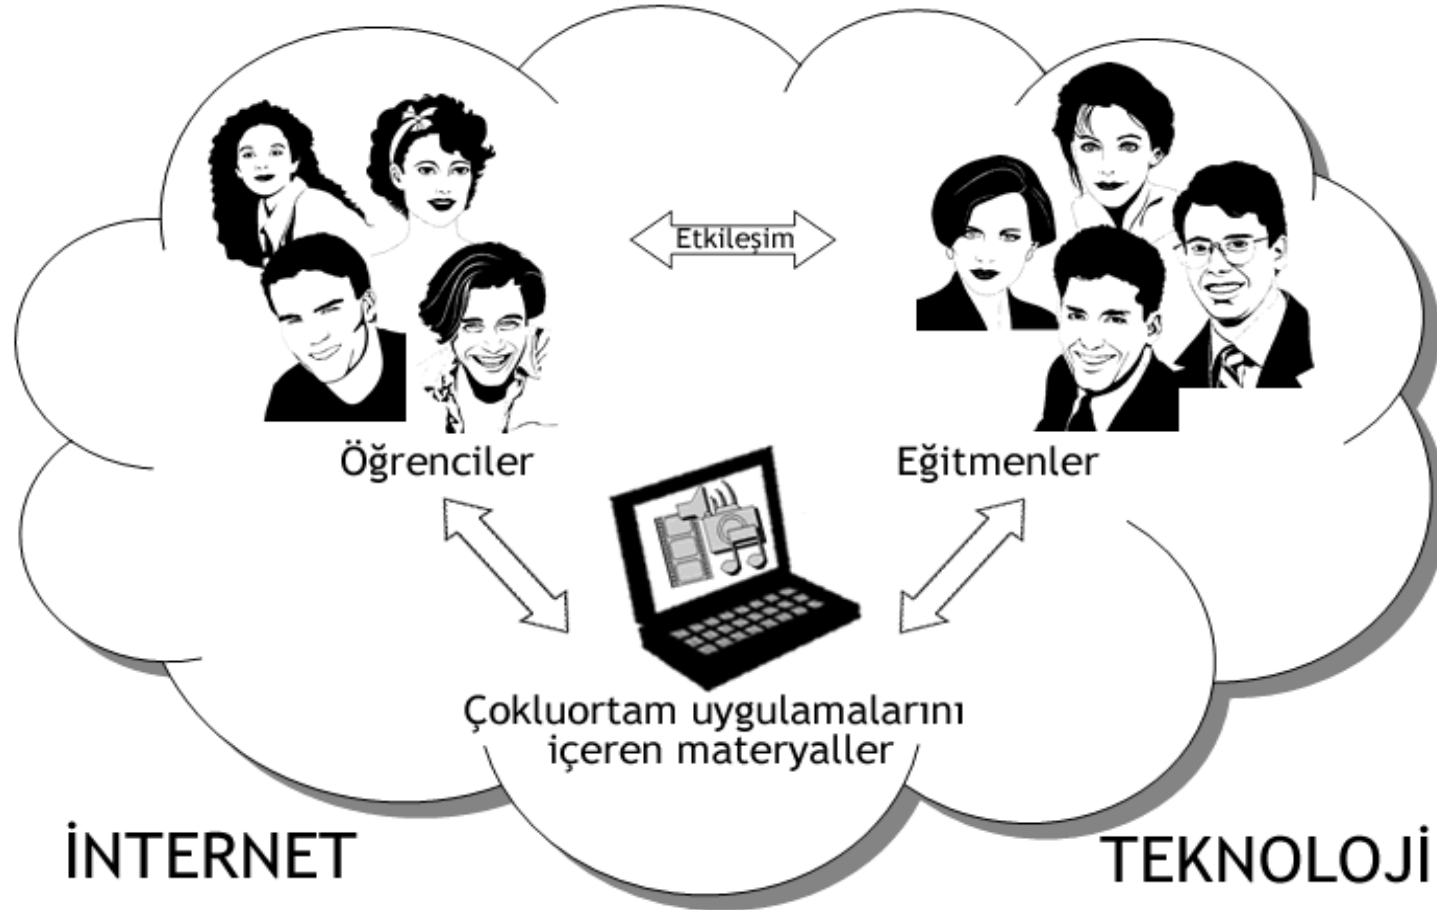 Etkileşim
Öğrenciler
Eğitmenler
Çokluortam uygulamalarını
içeren materyaller
İNTERNET
TEKNOLOJİ